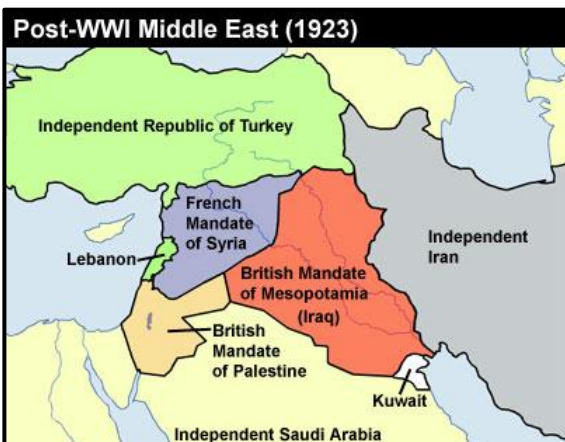 Post-WWI Middle East (1923)
Independent Republic of Turkey
French
Mandate
of Syria
Lebanon
Independent
Iran
British Mandate
of Mesopotamia
(Iraq)
British
Mandate
of Palestine
Kuwait
Independent Saudi Arabia